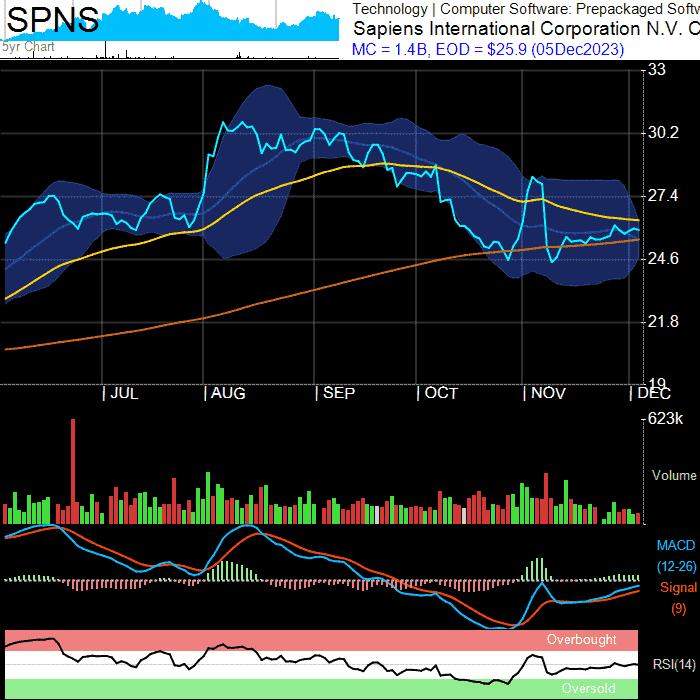 SPNS
5yr Chart
Technology | Computer Software: Prepackaged Softw
Sapiens International Corporation N.V. C
MC = 1.4B, EOD = $25.9 (05Dec2023)
33
30.2
27.4
24.6
21.8
19
JUL AUG SEP OCT NOV DEC
623k
Volume
MACD
(12-26)
Signal
(9)
Overbought
RSI(14)
Oversold